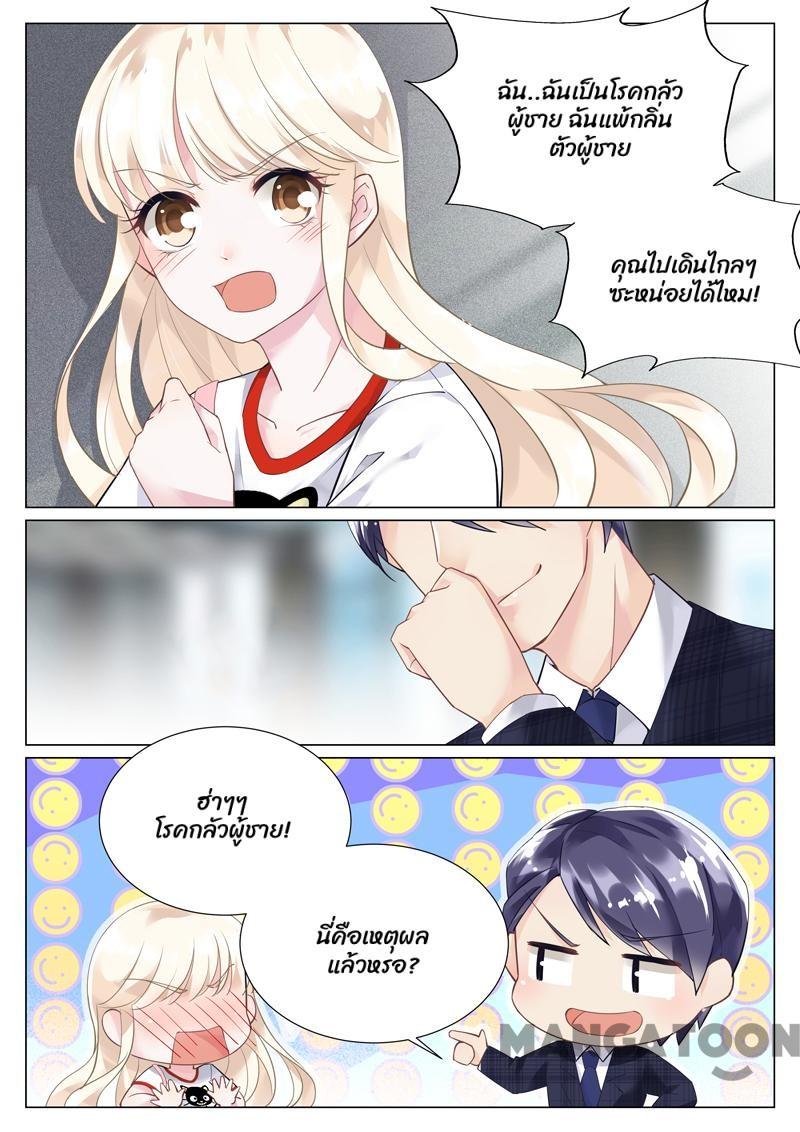 ฉัน..ฉันเป็นโรคกลัว
ผู้ชาย ฉันแพ้กลิ่น
ตัวผู้ชาย
คุณไปเดินไกลๆ
ซะหน่อยได้ไหม!
ฮ่าๆๆ
โรคกลัวผู้ชาย!
นี่คือเหตุผล
แล้วหรอ?
MANGATOON